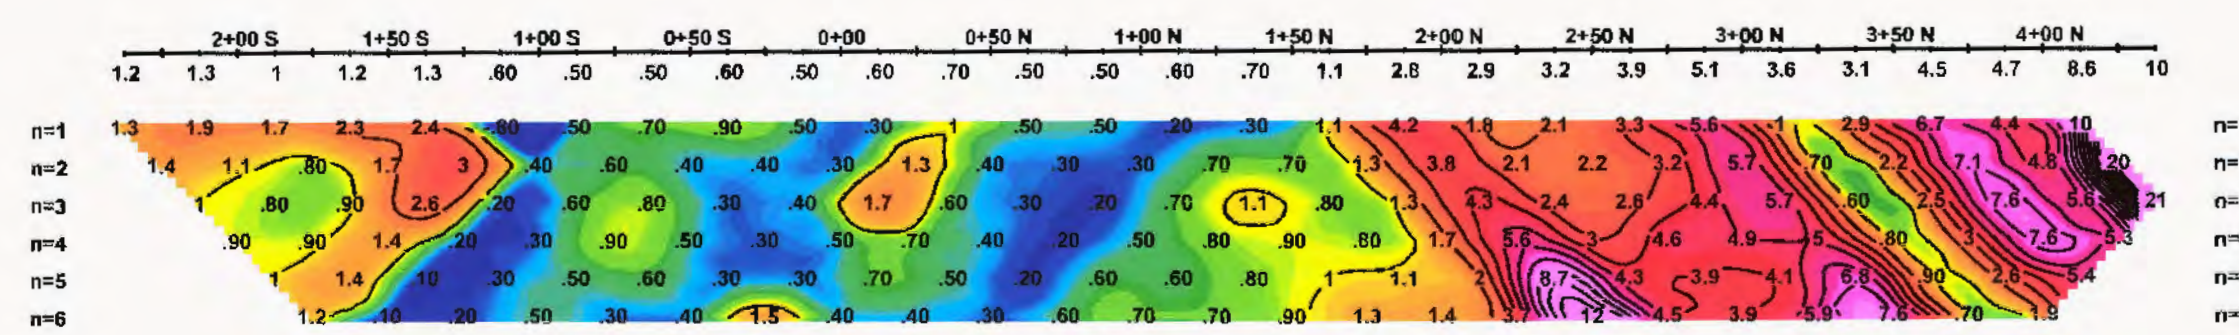 2+00 S 1+50 S 1+00 S 0+50 S 0+00 0+50 N 1+00 N 1+50 N 2+00 N 2+50 N 3+00 N 3+50 N 4+00 N
1.2 1.3 1 1.2 1.3 .60 .50 .50 .60 .50 .60 .70 .50 .50 .60 .70 1.1 2.8 2.9 3.2 3.9 5.1 3.6 3.1 4.5 4.7 8.6 10
n=1 1.3 1.9 1.7 2.3 2.4 .60 .50 .70 .90 .50 .30 1 .50 .50 .20 .30 1.1 4.2 1.8 2.1 3.3 5.6 1 2.9 6.7 4.4 10 n=
n=2 1.4 1.1 .80 1.7 3 .40 .60 .40 .40 .30 1.3 .40 .30 .30 .70 .70 1.3 3.8 2.1 2.2 3.2 5.7 .70 2.2 7.1 4.8 20 n=
n=3 1 .80 .90 2.6 .20 .60 .80 .30 .40 1.7 .60 .30 .20 .70 1.1 .80 1.3 4.3 2.4 2.6 4.4 5.7 .60 2.5 7.6 5.6 21 n=
n=4 .90 .90 1.4 .20 .30 .90 .50 .30 .50 .70 .40 .20 .50 .80 .90 .80 1.7 5.6 3 4.6 4.9 5 .80 3 7.6 5.3 n=
n=5 1 1.4 .10 .30 .50 .60 .30 .30 .70 .50 .20 .60 .60 .80 1 1.1 2 8.7 4.3 3.9 4.1 6.8 .90 2.6 5.4 n=
n=6 1.2 .10 .20 .50 .30 .40 1.5 .40 .40 .30 .60 .70 .70 .90 1.3 1.4 3.7 12 4.5 3.9 5.9 7.6 .70 1.9 n=